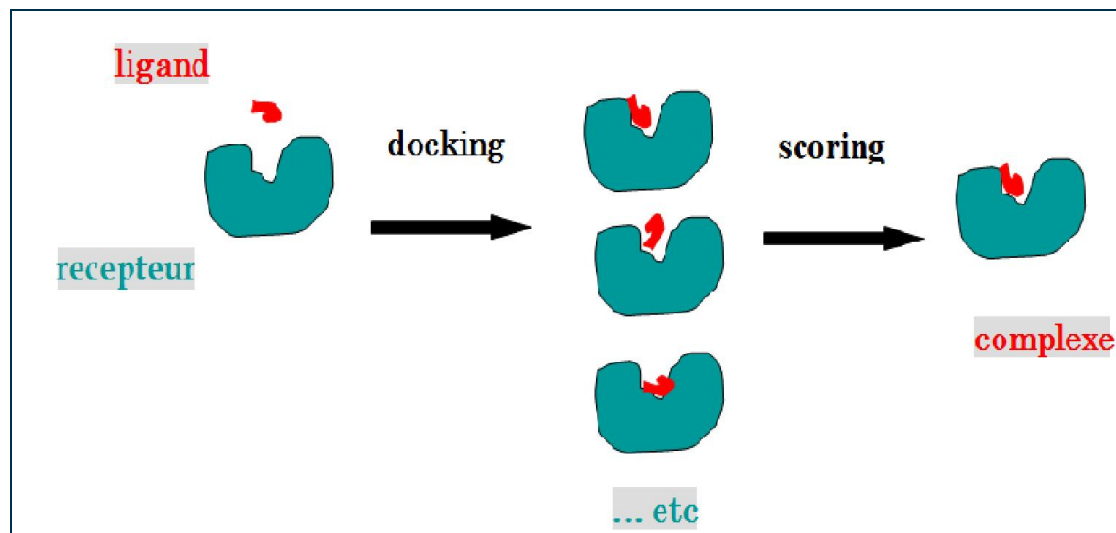 ligand
docking
scoring
recepteur
complexe
... etc